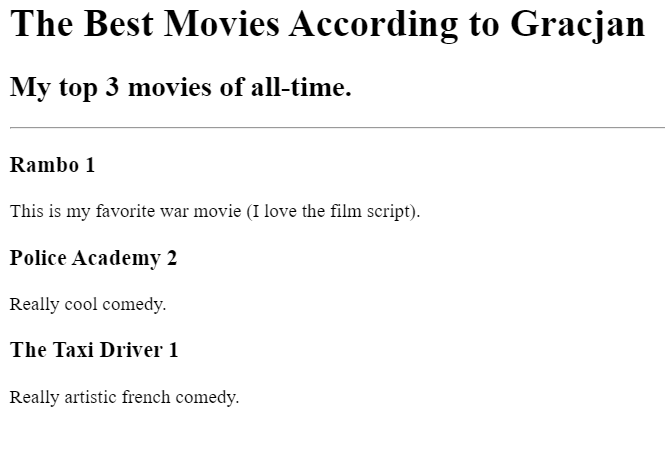 The Best Movies According to Gracjan
My top 3 movies of all-time.
Rambo 1
This is my favorite war movie (I love the film script).
Police Academy 2
Really cool comedy.
The Taxi Driver 1
Really artistic french comedy.